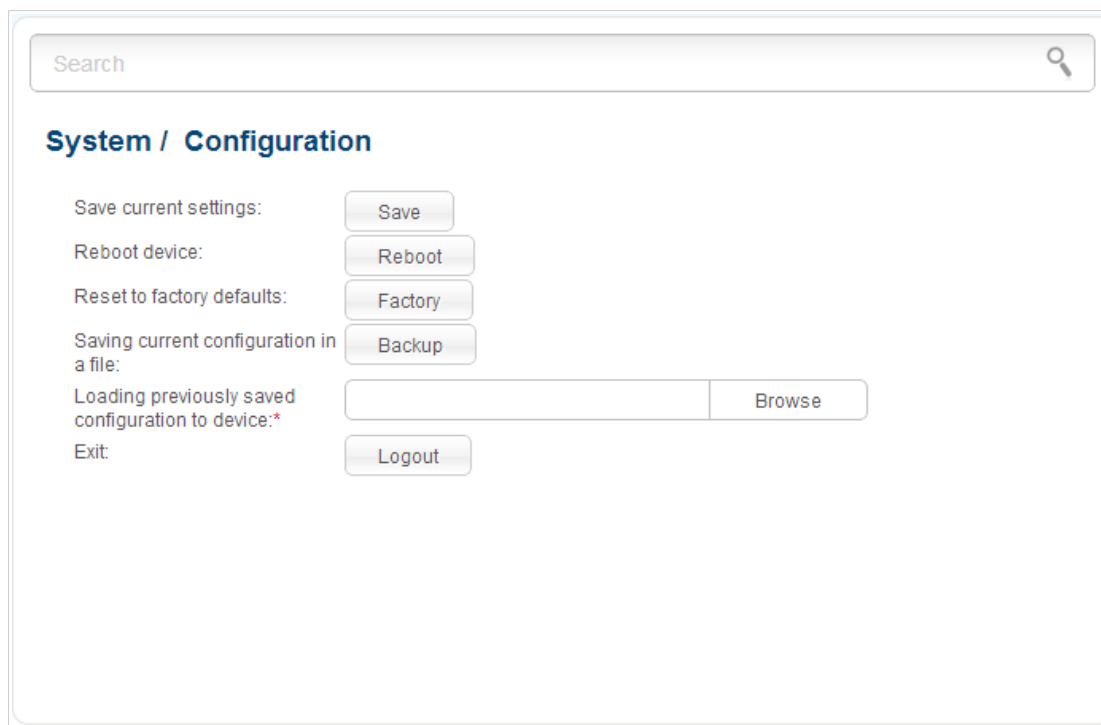 Search
System / Configuration
Save current settings:
Save
Reboot device:
Reboot
Reset to factory defaults:
Factory
Saving current configuration in
a file:
Backup
Loading previously saved
configuration to device:*
Browse
Exit:
Logout